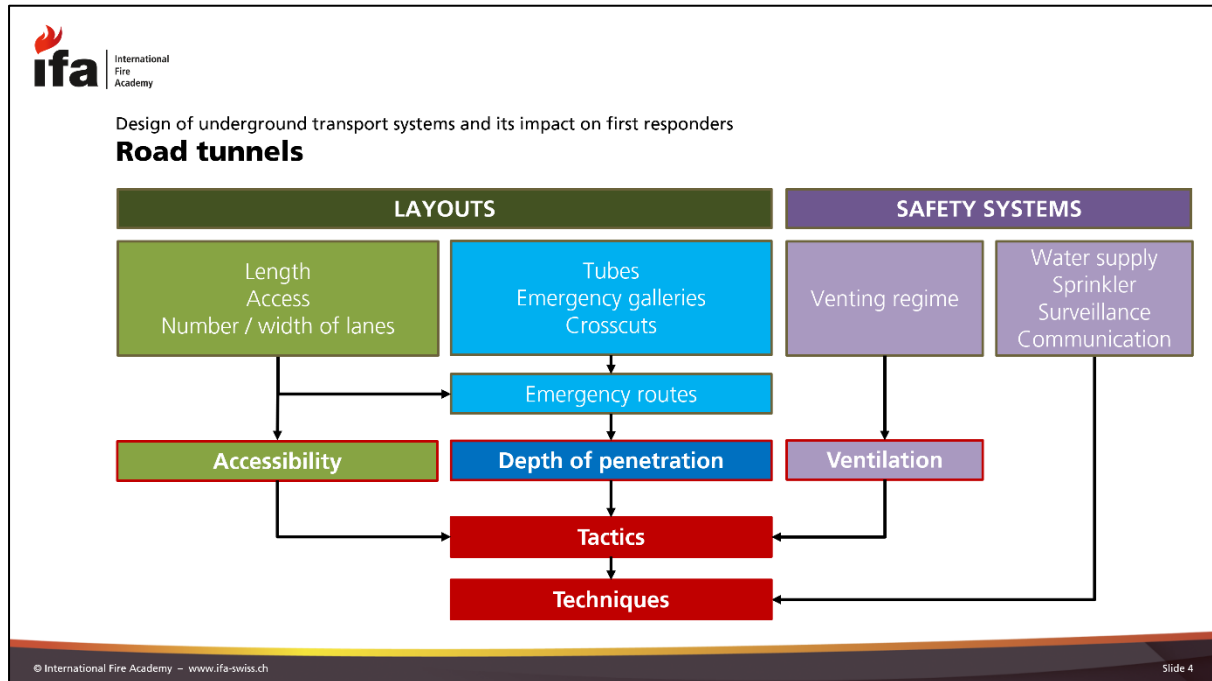 ifa
International
Fire
Academy
Design of underground transport systems and its impact on first responders
Road tunnels
LAYOUTS
SAFETY SYSTEMS
Length
Access
Number / width of lanes
Tubes
Emergency galleries
Crosscuts
Venting regime
Water supply
Sprinkler
Surveillance
Communication
Emergency routes
Accessibility
Depth of penetration
Ventilation
Tactics
Techniques
© International Fire Academy – www.ifa-swiss.ch
Slide 4